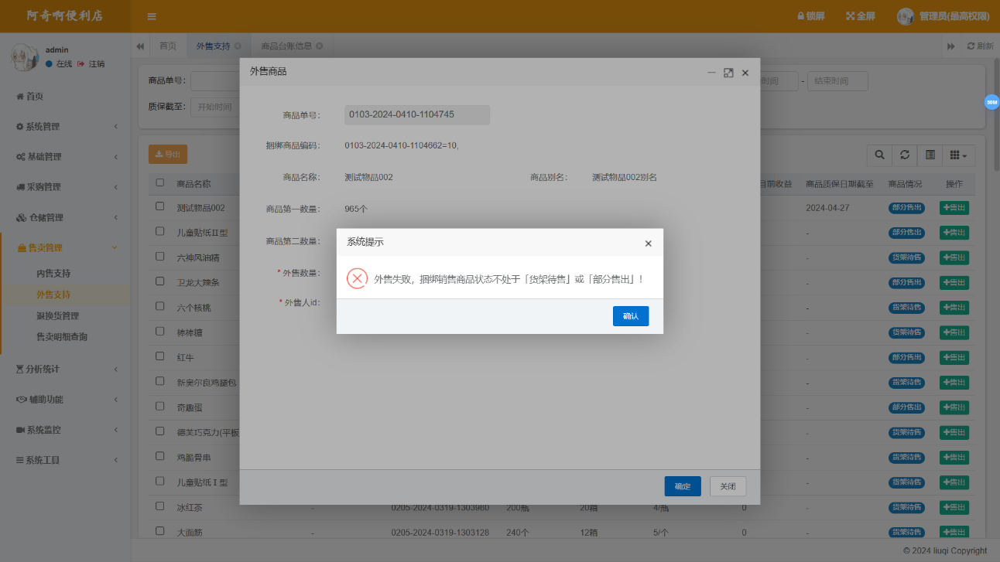 阿奇啊便利店
锁屏 全屏 管理员(最高权限)
admin
在线 注销
首页 外售支持 商品台账信息 刷新
商品单号： 时间 - 结束时间
质保截至： 开始时间
50M
首页
系统管理
基础管理
采购管理
仓储管理
售卖管理
内售支持
外售支持
退换货管理
售卖明细查询
分析统计
辅助功能
系统监控
系统工具
导出
商品名称 目前收益 商品质保日期截至 商品情况 操作
测试物品002 2024-04-27 部分售出 售出
儿童贴纸II型 - 部分售出 售出
六神风油精 - 货架待售 售出
卫龙大辣条 - 部分售出 售出
六个核桃 - 货架待售 售出
棒棒糖 - 货架待售 售出
红牛 - 部分售出 售出
新奥尔良鸡腿包 - 货架待售 售出
奇趣蛋 - 部分售出 售出
德芙巧克力(平板 - 货架待售 售出
鸡脆骨串 - 货架待售 售出
儿童贴纸Ⅰ型 - 货架待售 售出
冰红茶 - 0205-2024-0319-1303980 200瓶 20箱 4/瓶 0 - 货架待售 售出
大面筋 - 0205-2024-0319-1303128 240个 12箱 5/个 0 - 货架待售 售出
外售商品
商品单号： 0103-2024-0410-1104745
捆绑商品编码： 0103-2024-0410-1104662=10,
商品名称： 测试物品002 商品别名： 测试物品002别名
商品第一数量： 965个
商品第二数量：
* 外售数量：
* 外售人id：
确定 关闭
系统提示
外售失败，捆绑销售商品状态不处于「货架待售」或「部分售出」！
确认
© 2024 liuqi Copyright